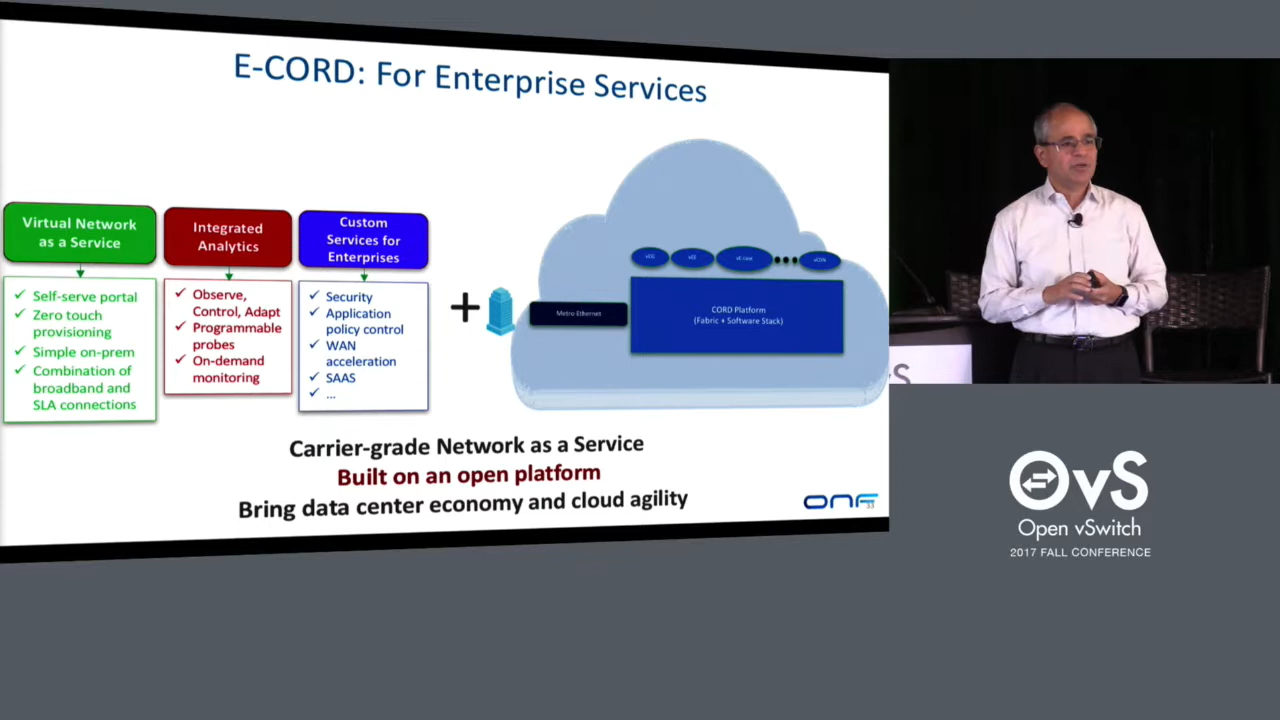 E-CORD: For Enterprise Services
Virtual Network
as a Service
✓ Self-serve portal
✓ Zero touch
provisioning
✓ Simple on-prem
✓ Combination of
broadband and
SLA connections
Integrated
Analytics
✓ Observe,
Control, Adapt
✓ Programmable
probes
✓ On-demand
monitoring
Custom
Services for
Enterprises
✓ Security
✓ Application
policy control
✓ WAN
acceleration
✓ SAAS
✓ ...
+
Metro Ethernet
CORD Platform
(Fabric + Software Stack)
Carrier-grade Network as a Service
Built on an open platform
Bring data center economy and cloud agility
ONF
33
vS
OvS
Open vSwitch
2017 FALL CONFERENCE